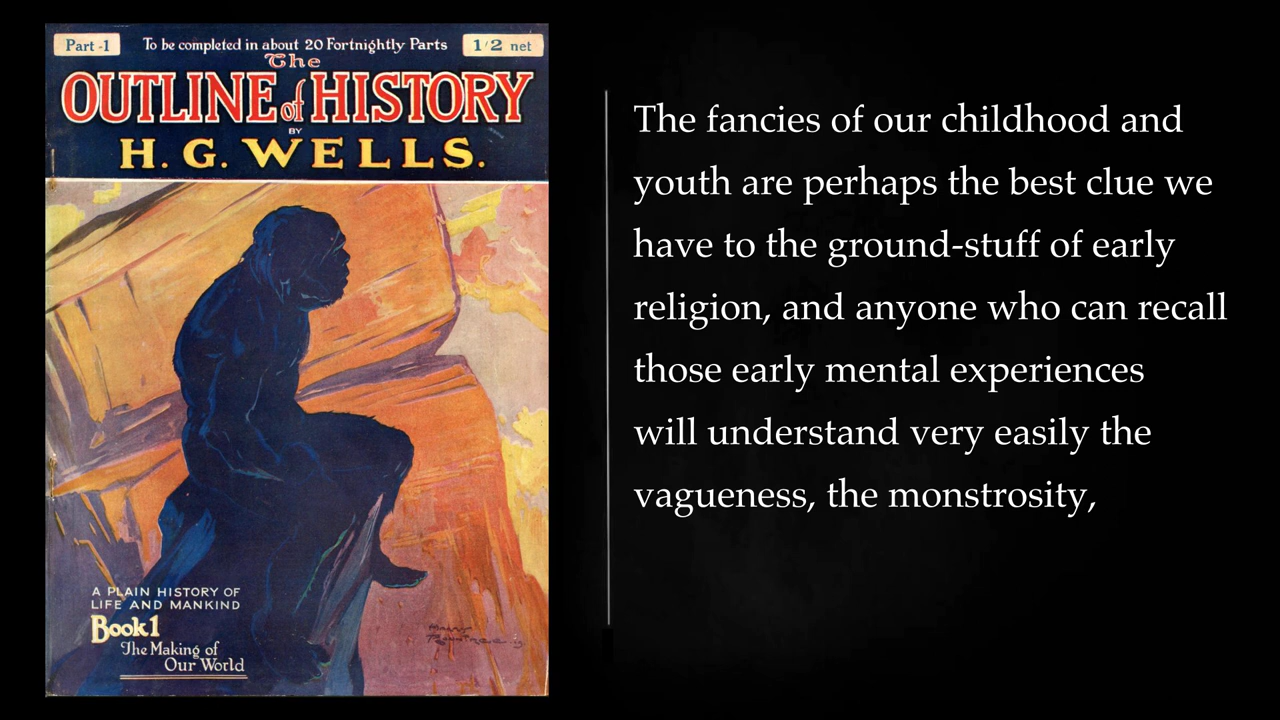 Part -1
To be completed in about 20 Fortnightly Parts
1/2 net
The
OUTLINE of HISTORY
BY
H. G. WELLS.
A PLAIN HISTORY OF
LIFE AND MANKIND
Book 1
The Making of
Our World
The fancies of our childhood and
youth are perhaps the best clue we
have to the ground-stuff of early
religion, and anyone who can recall
those early mental experiences
will understand very easily the
vagueness, the monstrosity,